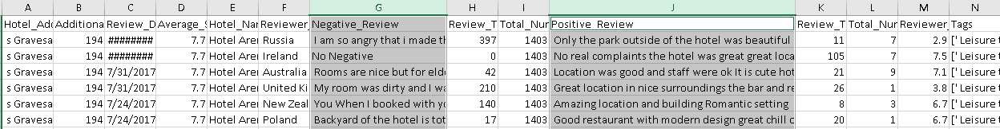 A B C D E F G H I J K L M N
Hotel_Add Additiona Review_D Average_S Hotel_Nam Reviewer_ Negative_Review Review_T Total_Num Positive_Review Review_T Total_Num Reviewer_ Tags
s Gravesa 194 ######## 7.7 Hotel Aren Russia I am so angry that i made th 397 1403 Only the park outside of the hotel was beautiful 11 7 2.9 [' Leisure t
s Gravesa 194 ######## 7.5 Hotel Aren Ireland No Negative 0 1403 No real complaints the hotel was great great loca 105 7 7.5 [' Leisure t
s Gravesa 194 7/31/2017 7.7 Hotel Aren Australia Rooms are nice but for elde 42 1403 Location was good and staff were ok It is cute hot 21 9 7.1 [' Leisure t
s Gravesa 194 7/31/2017 7.7 Hotel Aren United Ki My room was dirty and I wa 210 1403 Great location in nice surroundings the bar and re 26 1 3.8 [' Leisure t
s Gravesa 194 7/24/2017 7.7 Hotel Aren New Zeal You When I booked with yo 140 1403 Amazing location and building Romantic setting 8 3 6.7 [' Leisure t
s Gravesa 194 7/24/2017 7.7 Hotel Aren Poland Backyard of the hotel is tot 17 1403 Good restaurant with modern design great chill c 20 1 6.7 [' Leisure t